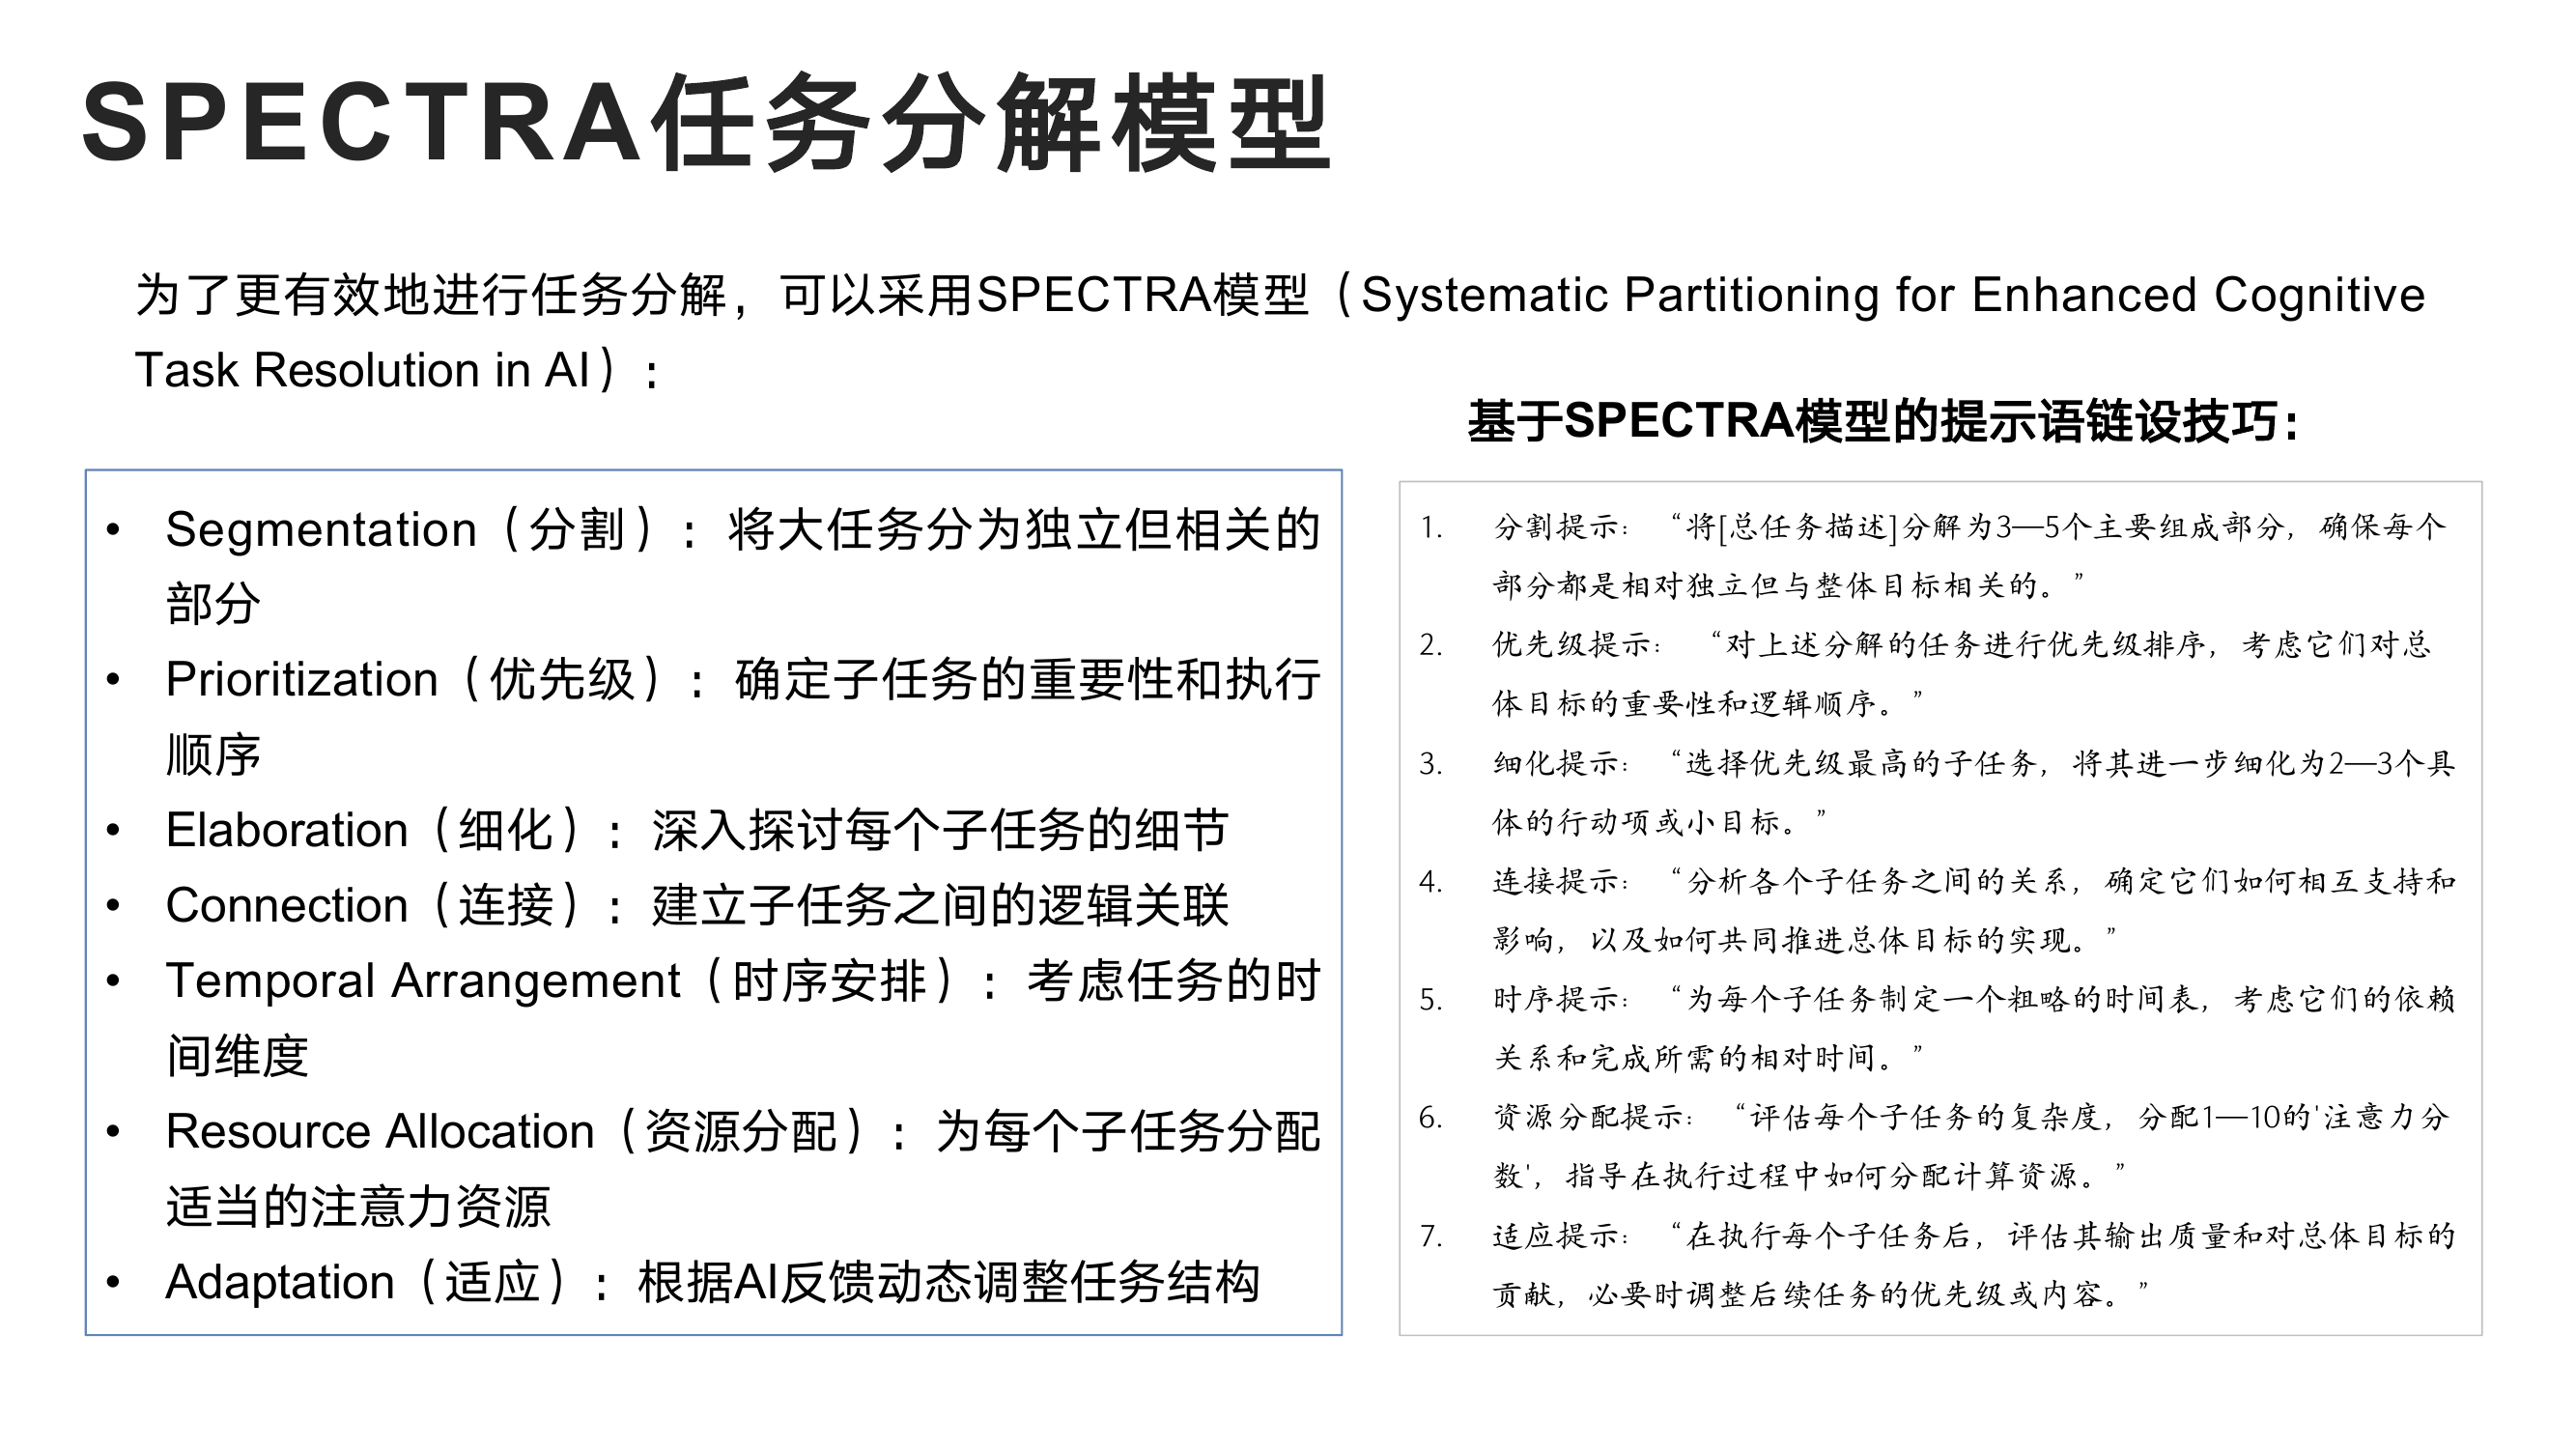 SPECTRA任务分解模型
为了更有效地进行任务分解，可以采用SPECTRA模型（Systematic Partitioning for Enhanced Cognitive
Task Resolution in AI）：
• Segmentation（分割）：将大任务分为独立但相关的
部分
• Prioritization（优先级）：确定子任务的重要性和执行
顺序
• Elaboration（细化）：深入探讨每个子任务的细节
• Connection（连接）：建立子任务之间的逻辑关联
• Temporal Arrangement（时序安排）：考虑任务的时
间维度
• Resource Allocation（资源分配）：为每个子任务分配
适当的注意力资源
• Adaptation（适应）：根据AI反馈动态调整任务结构
基于SPECTRA模型的提示语链设技巧：
1. 分割提示：“将[总任务描述]分解为3—5个主要组成部分，确保每个
部分都是相对独立但与整体目标相关的。”
2. 优先级提示：“对上述分解的任务进行优先级排序，考虑它们对总
体目标的重要性和逻辑顺序。”
3. 细化提示：“选择优先级最高的子任务，将其进一步细化为2—3个具
体的行动项或小目标。”
4. 连接提示：“分析各个子任务之间的关系，确定它们如何相互支持和
影响，以及如何共同推进总体目标的实现。”
5. 时序提示：“为每个子任务制定一个粗略的时间表，考虑它们的依赖
关系和完成所需的相对时间。”
6. 资源分配提示：“评估每个子任务的复杂度，分配1—10的'注意力分
数'，指导在执行过程中如何分配计算资源。”
7. 适应提示：“在执行每个子任务后，评估其输出质量和对总体目标的
贡献，必要时调整后续任务的优先级或内容。”